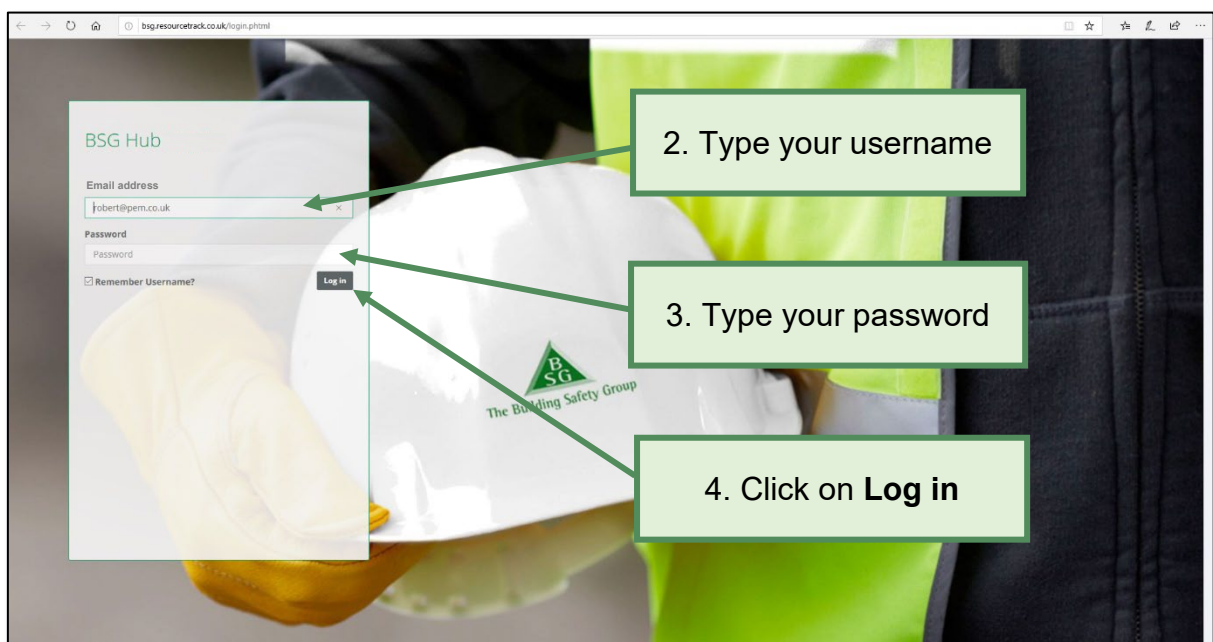 bsg.resourcetrack.co.uk/login.phtml
BSG Hub
Email address
robert@pem.co.uk
Password
Password
Remember Username?
Log in
2. Type your username
3. Type your password
4. Click on Log in
B
SG
The Building Safety Group